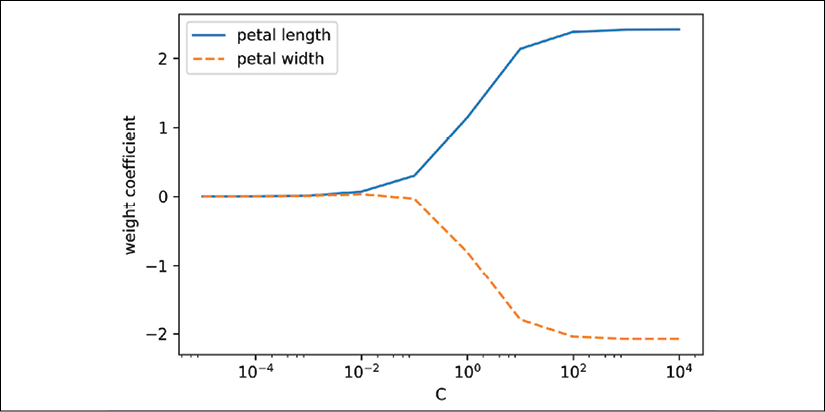 petal length
petal width
2
1
0
−1
−2
weight coefficient
10⁻⁴ 10⁻² 10⁰ 10² 10⁴
C